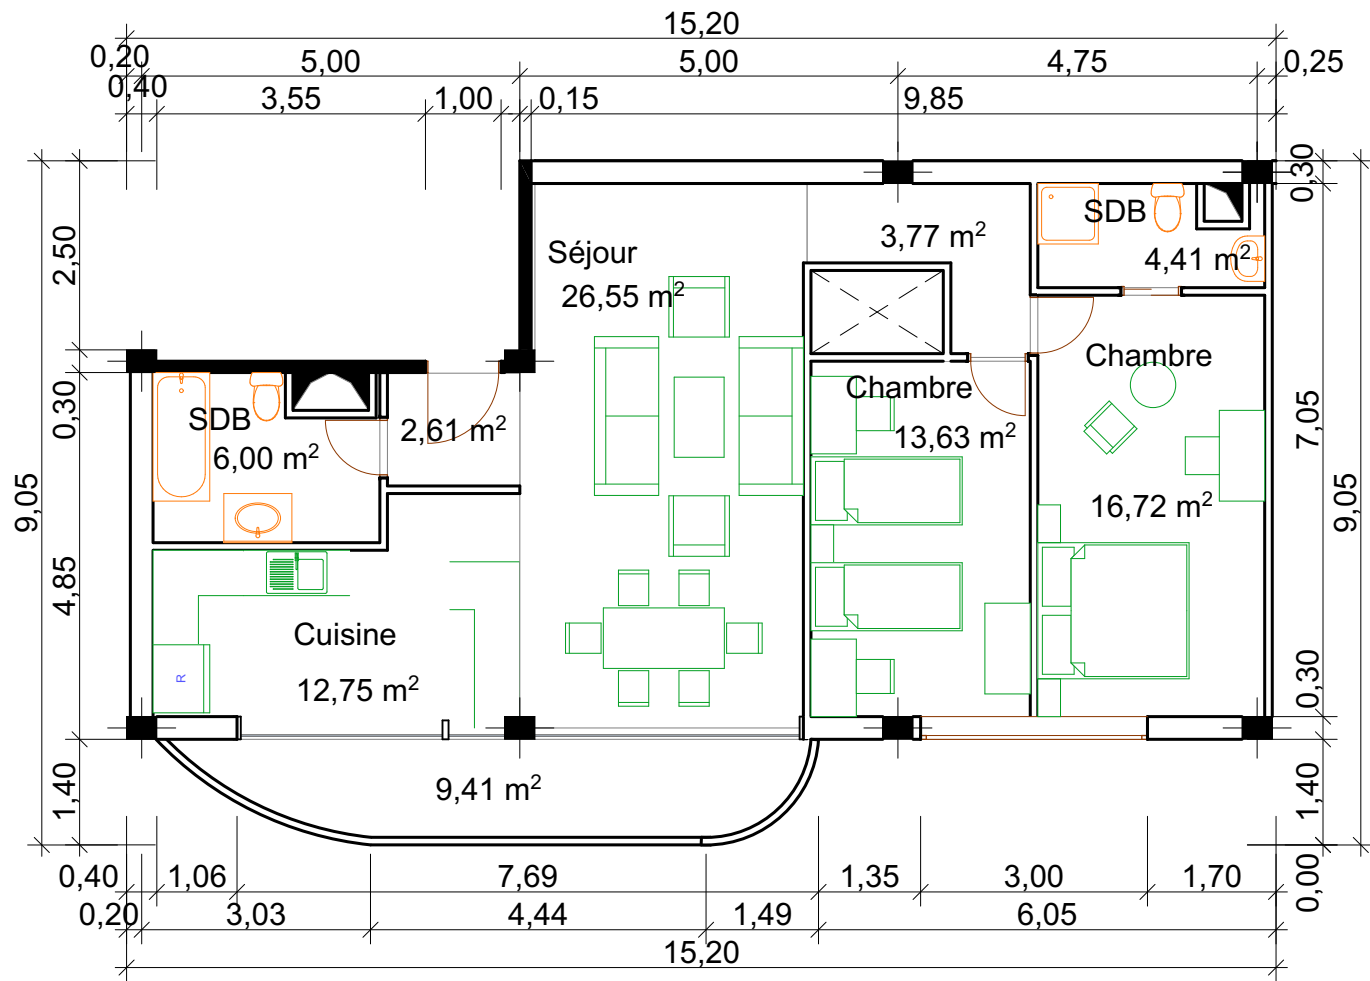 15,20
0,20
5,00
5,00
4,75
0,25
0,40
3,55
1,00
0,15
9,85
0,30
2,50
SDB
3,77 m²
Séjour
4,41 m²
26,55 m²
Chambre
Chambre
0,30
SDB
2,61 m²
13,63 m²
7,05
6,00 m²
9,05
16,72 m²
9,05
4,85
Cuisine
R
12,75 m²
0,30
1,40
9,41 m²
1,40
0,40
1,06
7,69
1,35
3,00
1,70
0,00
0,20
3,03
4,44
1,49
6,05
15,20